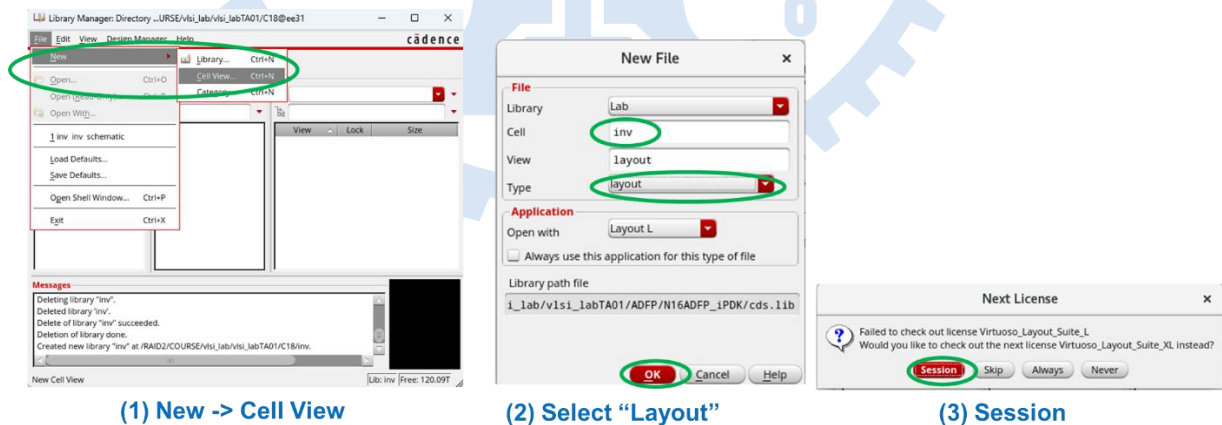 Library Manager: Directory ...URSE/vlsi_lab/vlsi_labTA01/C18@ee31
File Edit View Design Manager Help
cādence
New
Library... Ctrl+N
Cell View... Ctrl+N
Category... Ctrl+N
Open... Ctrl+O
Open (Read-Only)...
Open With...
1 inv inv schematic
Load Defaults...
Save Defaults...
Open Shell Window... Ctrl+P
Exit Ctrl+X
View Lock Size
Messages
Deleting library "inv".
Deleted library 'inv'.
Delete of library "inv" succeeded.
Deletion of library done.
Created new library "inv" at /RAID2/COURSE/vlsi_lab/vlsi_labTA01/C18/inv.
New Cell View
Lib: inv Free: 120.09T
(1) New -> Cell View
New File
File
Library Lab
Cell inv
View layout
Type layout
Application
Open with Layout L
Always use this application for this type of file
Library path file
i_lab/vlsi_labTA01/ADFP/N16ADFP_iPDK/cds.lib
OK Cancel Help
(2) Select “Layout”
Next License
Failed to check out license Virtuoso_Layout_Suite_L
Would you like to check out the next license Virtuoso_Layout_Suite_XL instead?
Session Skip Always Never
(3) Session